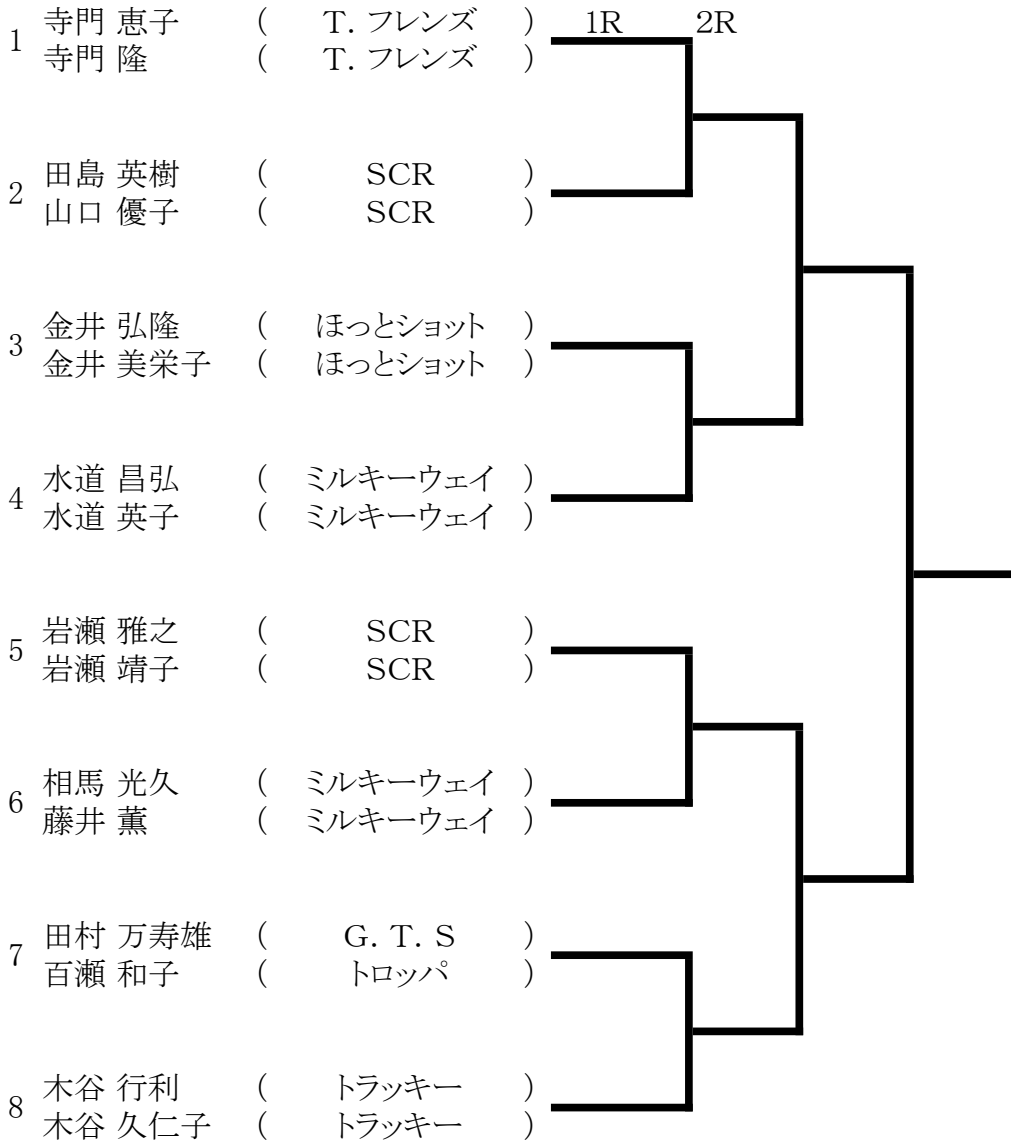 1R 2R
1
寺門 恵子 ( T. フレンズ )
寺門 隆 ( T. フレンズ )
2
田島 英樹 ( SCR )
山口 優子 ( SCR )
3
金井 弘隆 ( ほっとショット )
金井 美栄子 ( ほっとショット )
4
水道 昌弘 ( ミルキーウェイ )
水道 英子 ( ミルキーウェイ )
5
岩瀬 雅之 ( SCR )
岩瀬 靖子 ( SCR )
6
相馬 光久 ( ミルキーウェイ )
藤井 薫 ( ミルキーウェイ )
7
田村 万寿雄 ( G. T. S )
百瀬 和子 ( トロッパ )
8
木谷 行利 ( トラッキー )
木谷 久仁子 ( トラッキー )